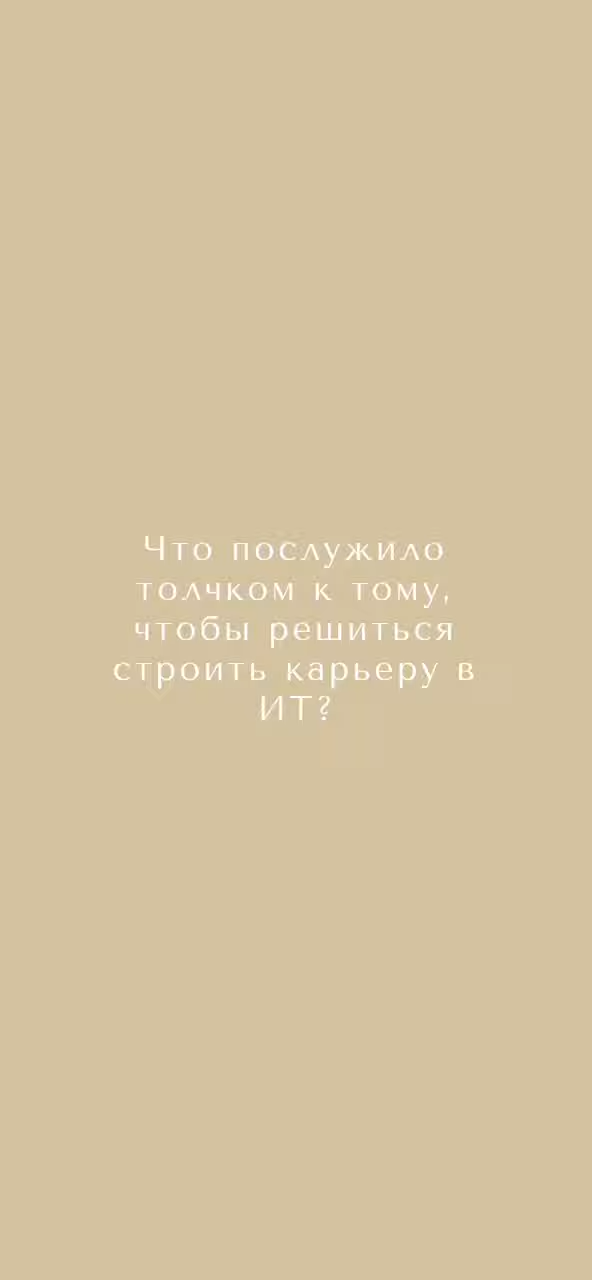 Что послужило
толчком к тому,
чтобы решиться
строить карьеру в
ИТ?